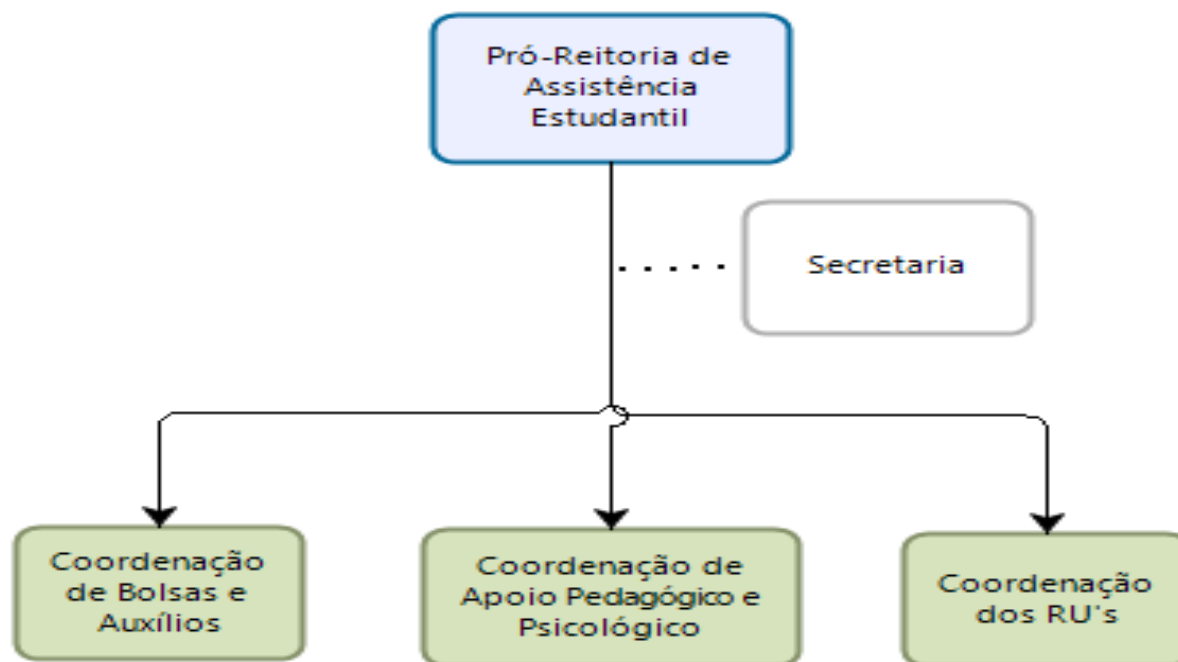 Pró-Reitoria de
Assistência
Estudantil
Secretaria
Coordenação
de Bolsas e
Auxílios
Coordenação de
Apoio Pedagógico e
Psicológico
Coordenação
dos RU's